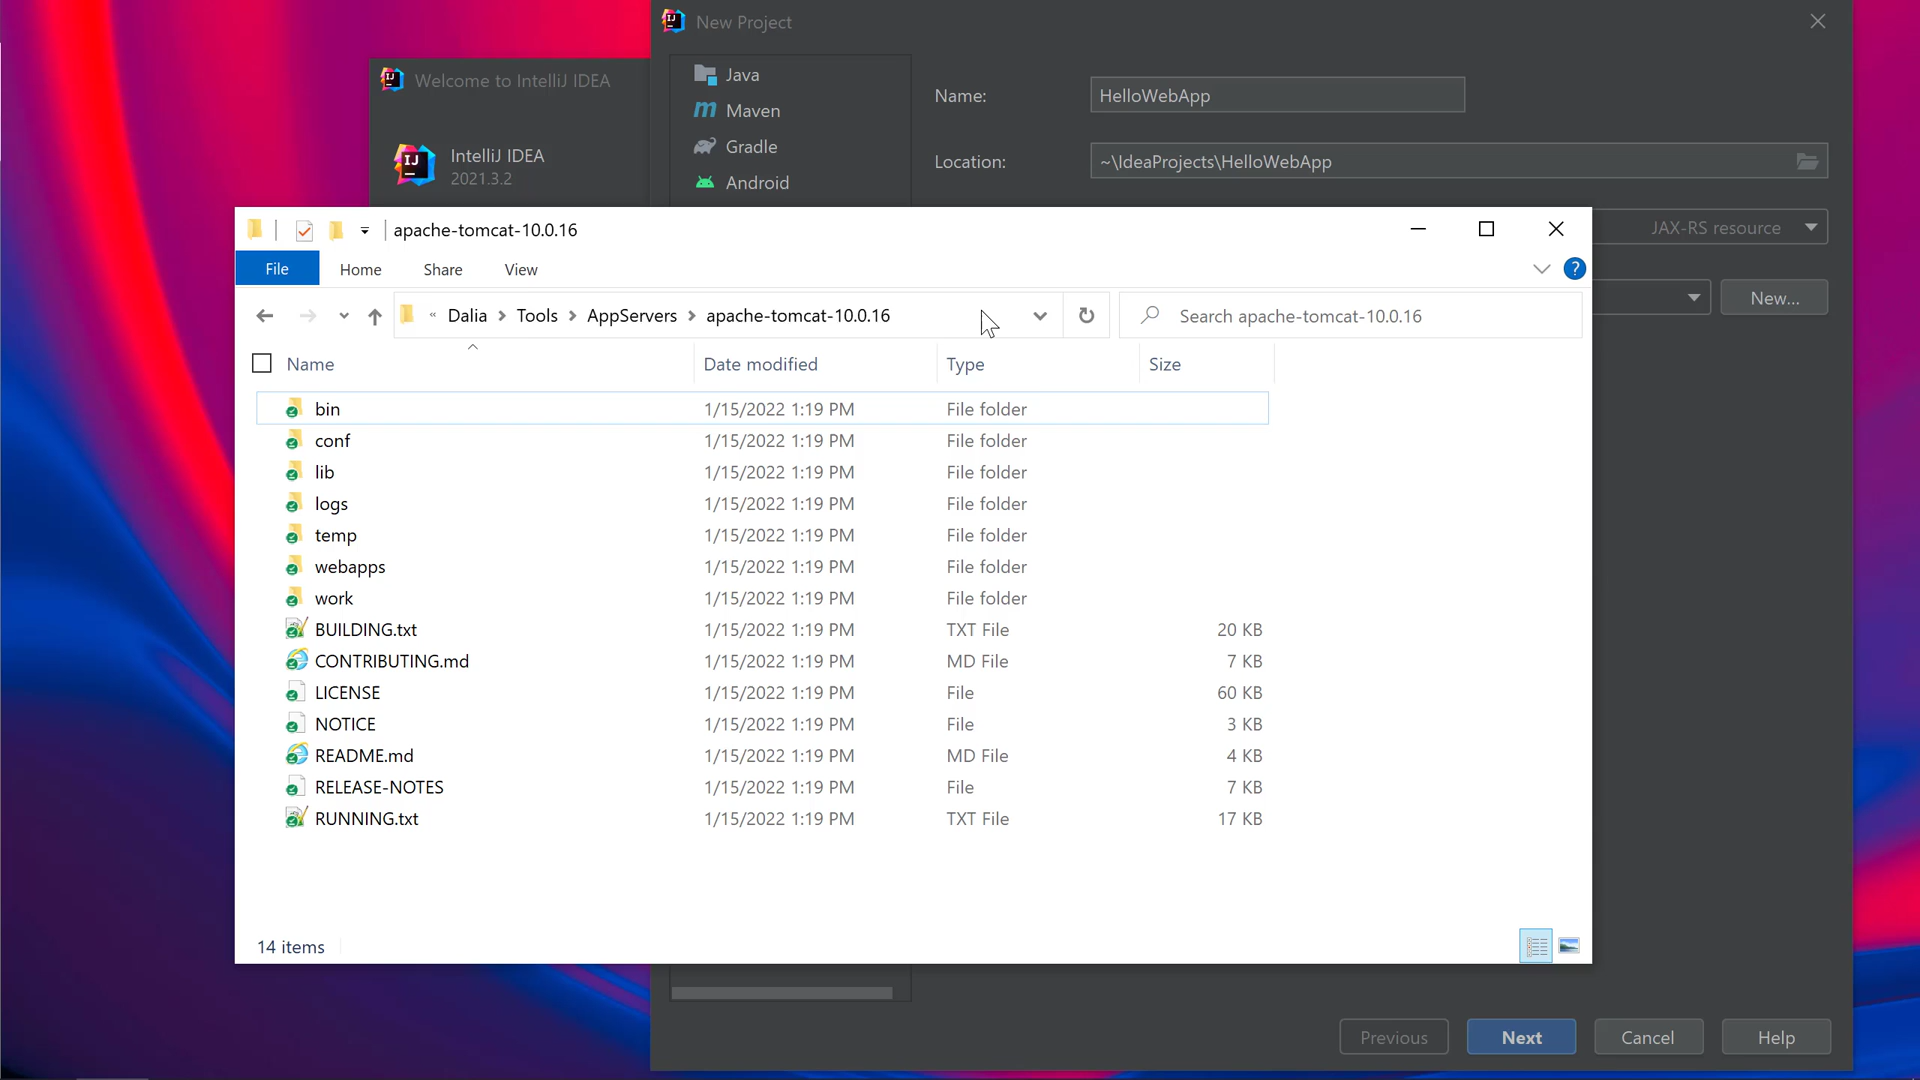 New Project
Welcome to IntelliJ IDEA
IntelliJ IDEA
2021.3.2
Java
Maven
Gradle
Android
Name:
HelloWebApp
Location:
~\IdeaProjects\HelloWebApp
JAX-RS resource
New...
apache-tomcat-10.0.16
File Home Share View
« Dalia > Tools > AppServers > apache-tomcat-10.0.16
Search apache-tomcat-10.0.16
Name Date modified Type Size
bin 1/15/2022 1:19 PM File folder
conf 1/15/2022 1:19 PM File folder
lib 1/15/2022 1:19 PM File folder
logs 1/15/2022 1:19 PM File folder
temp 1/15/2022 1:19 PM File folder
webapps 1/15/2022 1:19 PM File folder
work 1/15/2022 1:19 PM File folder
BUILDING.txt 1/15/2022 1:19 PM TXT File 20 KB
CONTRIBUTING.md 1/15/2022 1:19 PM MD File 7 KB
LICENSE 1/15/2022 1:19 PM File 60 KB
NOTICE 1/15/2022 1:19 PM File 3 KB
README.md 1/15/2022 1:19 PM MD File 4 KB
RELEASE-NOTES 1/15/2022 1:19 PM File 7 KB
RUNNING.txt 1/15/2022 1:19 PM TXT File 17 KB
14 items
Previous Next Cancel Help